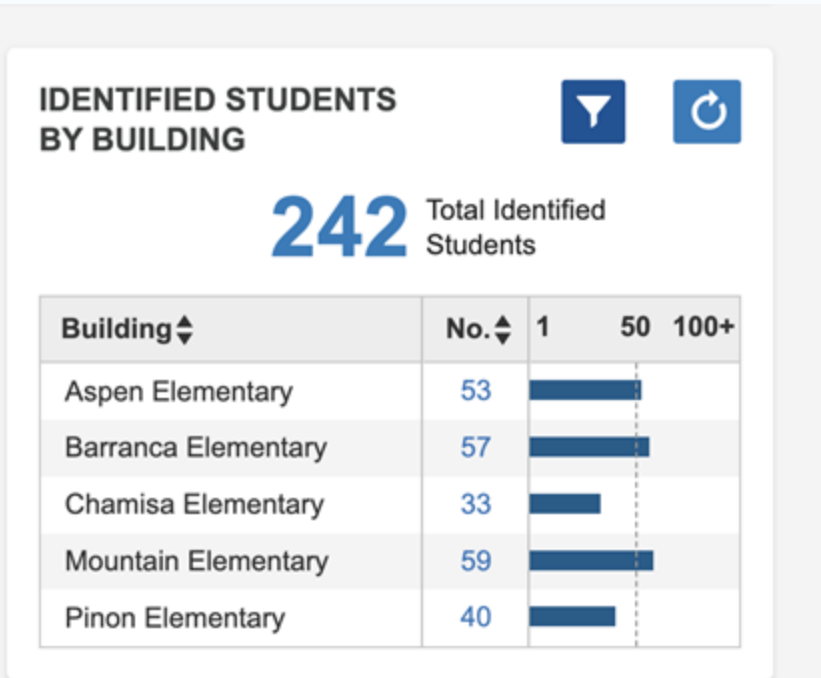 IDENTIFIED STUDENTS
BY BUILDING
242 Total Identified
Students
Building No. 1 50 100+
Aspen Elementary 53
Barranca Elementary 57
Chamisa Elementary 33
Mountain Elementary 59
Pinon Elementary 40